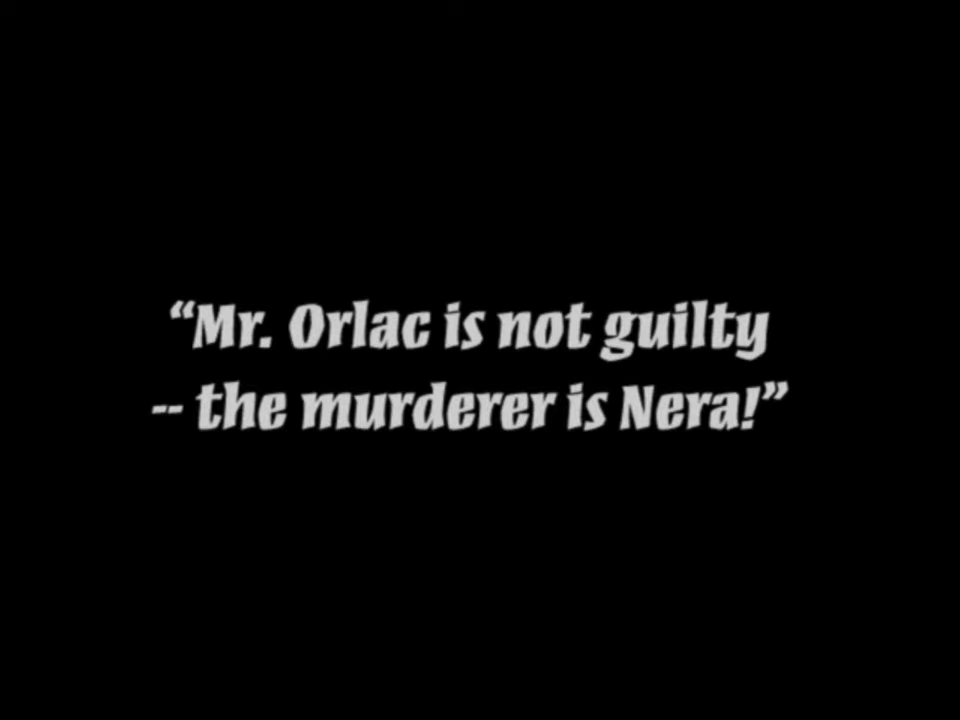 “Mr. Orlac is not guilty
-- the murderer is Nera!”